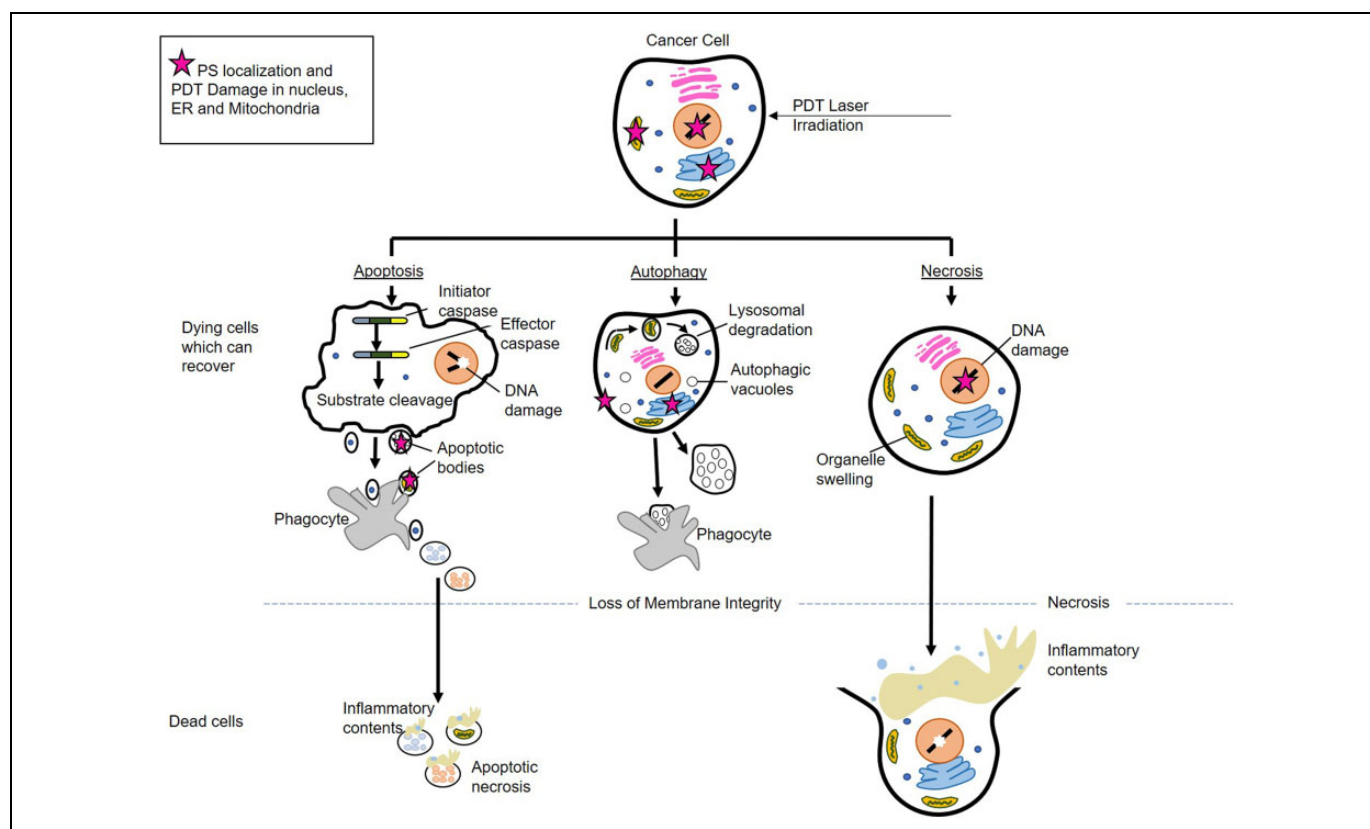 PS localization and
PDT Damage in nucleus,
ER and Mitochondria
Cancer Cell
PDT Laser
Irradiation
Apoptosis
Autophagy
Necrosis
Dying cells
which can
recover
Initiator
caspase
Effector
caspase
Substrate cleavage
DNA
damage
Apoptotic
bodies
Phagocyte
Lysosomal
degradation
Autophagic
vacuoles
Phagocyte
DNA
damage
Organelle
swelling
Loss of Membrane Integrity
Necrosis
Dead cells
Inflammatory
contents
Apoptotic
necrosis
Inflammatory
contents